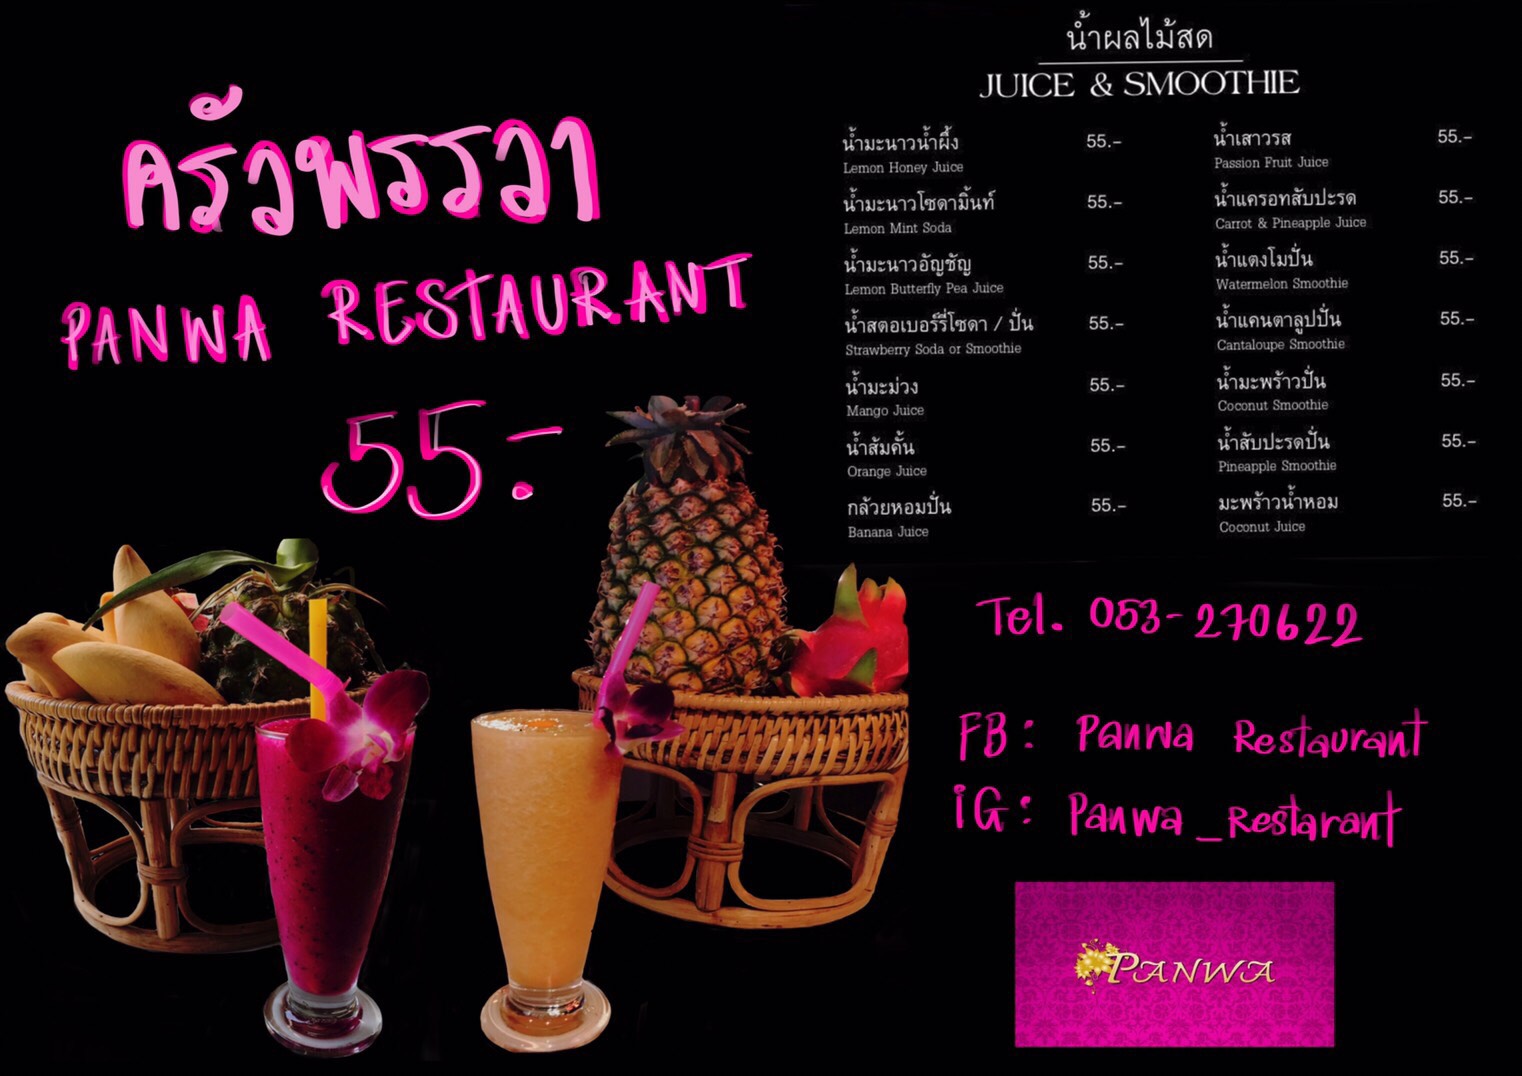 ครัวพรรวา
PANWA RESTAURANT
55.-
น้ำผลไม้สด
JUICE & SMOOTHIE
น้ำมะนาวน้ำผึ้ง 55.-
Lemon Honey Juice
น้ำมะนาวโซดามิ้นท์ 55.-
Lemon Mint Soda
น้ำมะนาวอัญชัญ 55.-
Lemon Butterfly Pea Juice
น้ำสตอเบอร์รี่โซดา / ปั่น 55.-
Strawberry Soda or Smoothie
น้ำมะม่วง 55.-
Mango Juice
น้ำส้มคั้น 55.-
Orange Juice
กล้วยหอมปั่น 55.-
Banana Juice
น้ำเสาวรส 55.-
Passion Fruit Juice
น้ำแครอทสับปะรด 55.-
Carrot & Pineapple Juice
น้ำแตงโมปั่น 55.-
Watermelon Smoothie
น้ำแคนตาลูปปั่น 55.-
Cantaloupe Smoothie
น้ำมะพร้าวปั่น 55.-
Coconut Smoothie
น้ำสับปะรดปั่น 55.-
Pineapple Smoothie
มะพร้าวน้ำหอม 55.-
Coconut Juice
Tel. 053-270622
FB: Panwa Restaurant
iG: Panwa_Restarant
PANWA